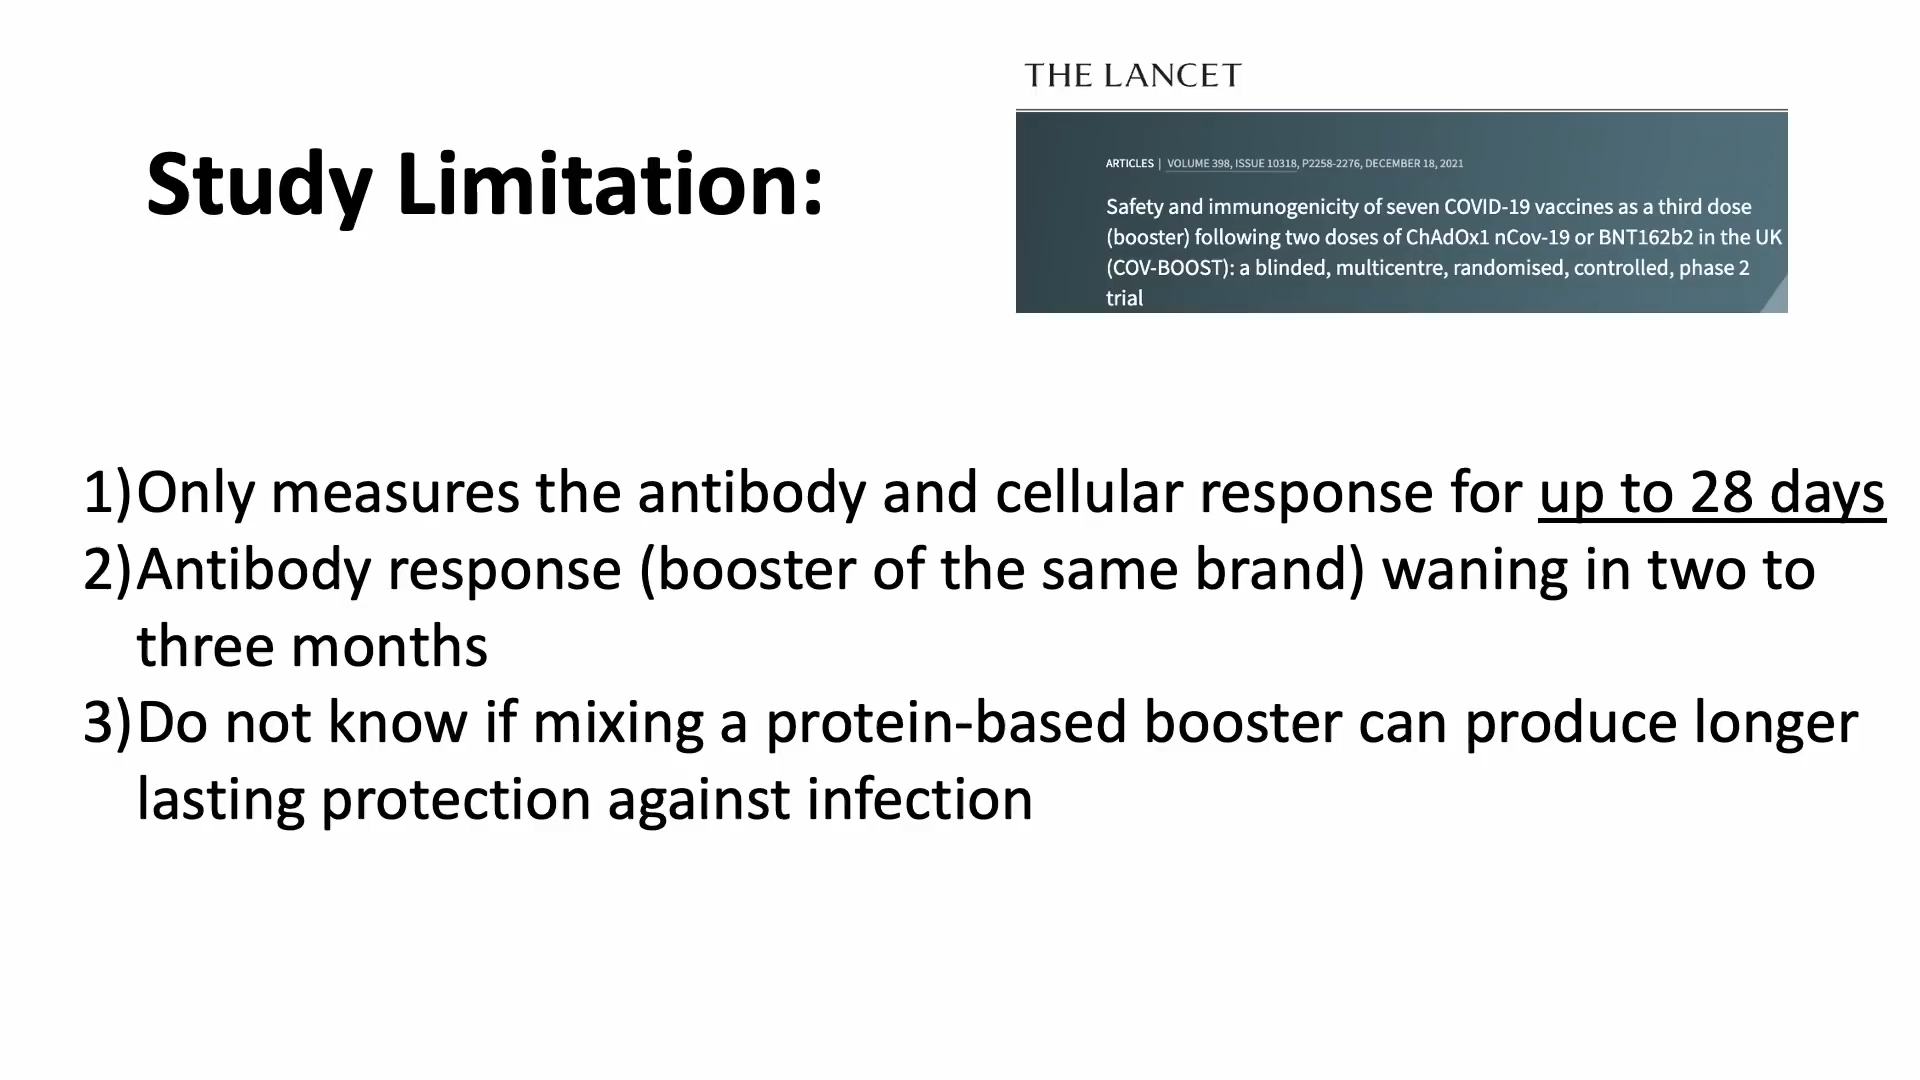 THE LANCET
ARTICLES | VOLUME 398, ISSUE 10318, P2258-2276, DECEMBER 18, 2021
Safety and immunogenicity of seven COVID-19 vaccines as a third dose
(booster) following two doses of ChAdOx1 nCov-19 or BNT162b2 in the UK
(COV-BOOST): a blinded, multicentre, randomised, controlled, phase 2
trial
Study Limitation:
1)Only measures the antibody and cellular response for up to 28 days
2)Antibody response (booster of the same brand) waning in two to
three months
3)Do not know if mixing a protein-based booster can produce longer
lasting protection against infection